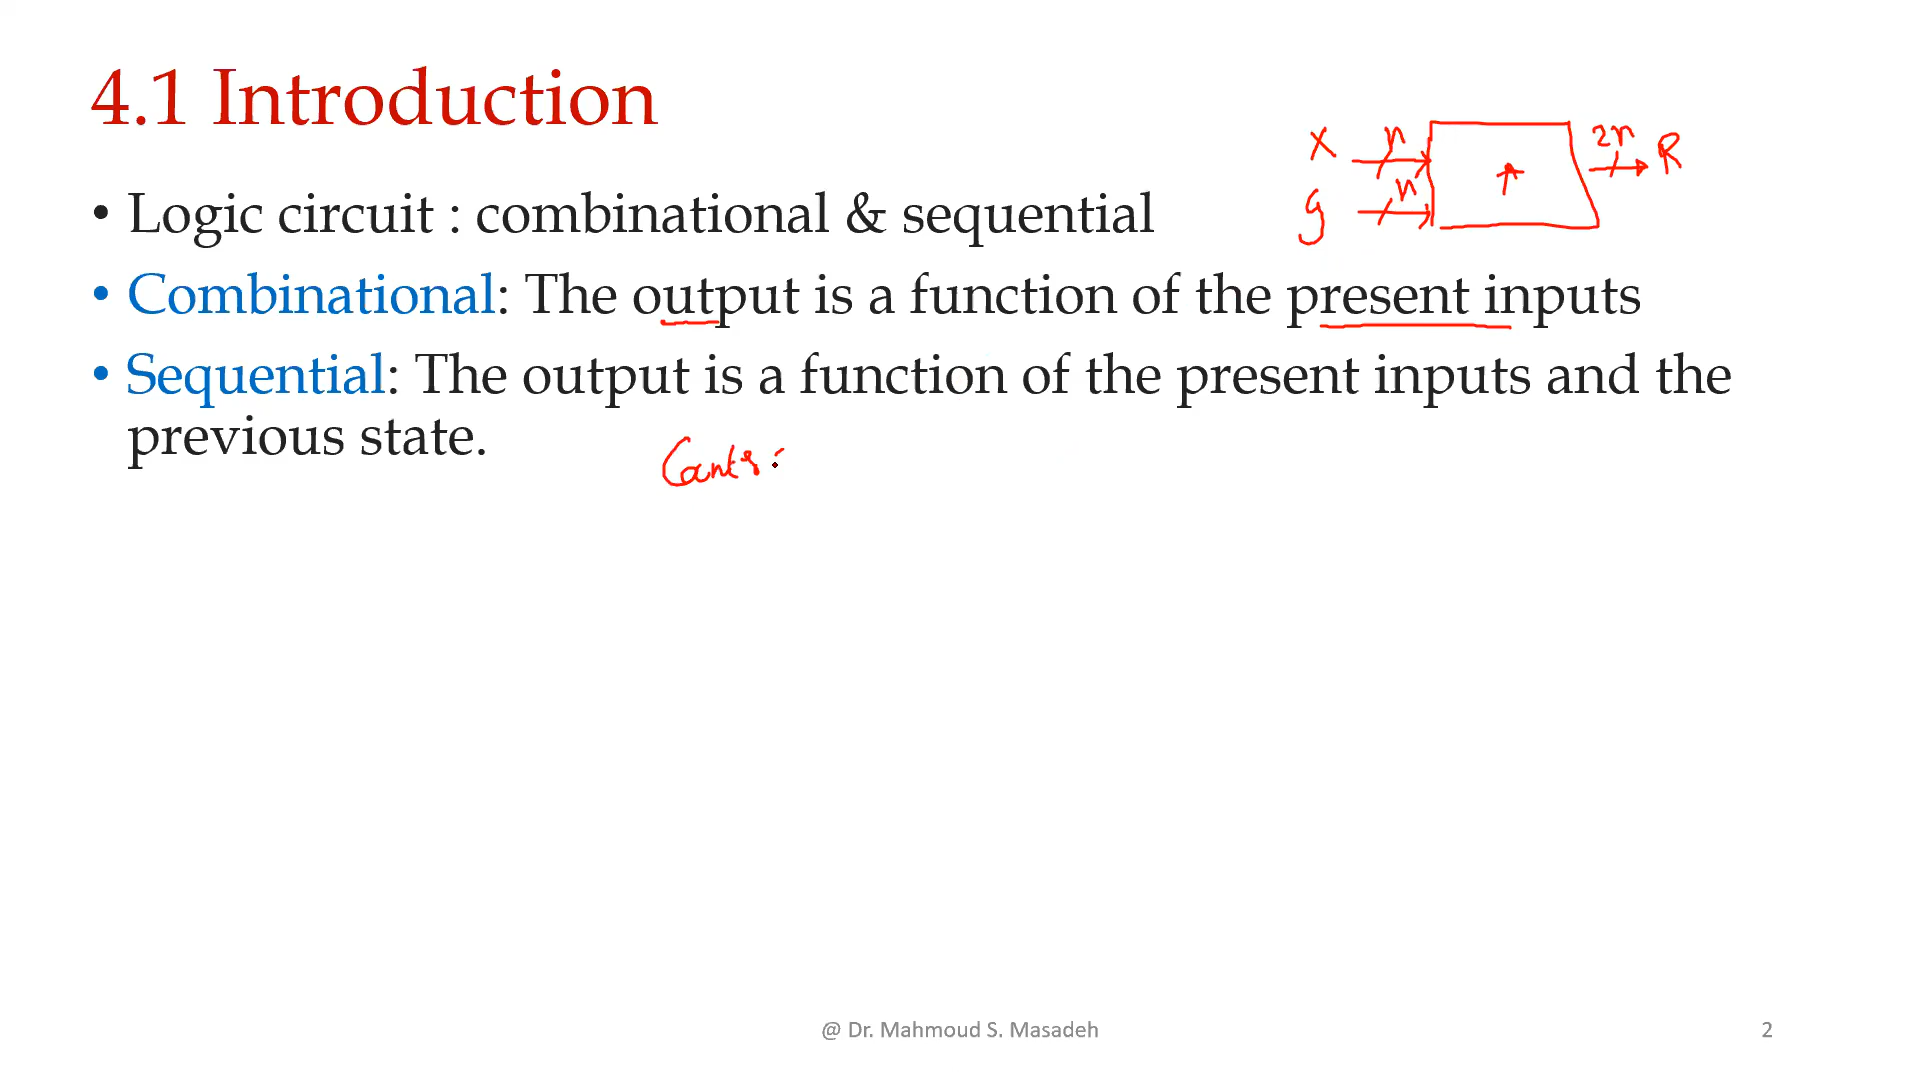 4.1 Introduction
X n 2n R
y n
• Logic circuit : combinational & sequential
• Combinational: The output is a function of the present inputs
• Sequential: The output is a function of the present inputs and the
previous state.
@ Dr. Mahmoud S. Masadeh 2